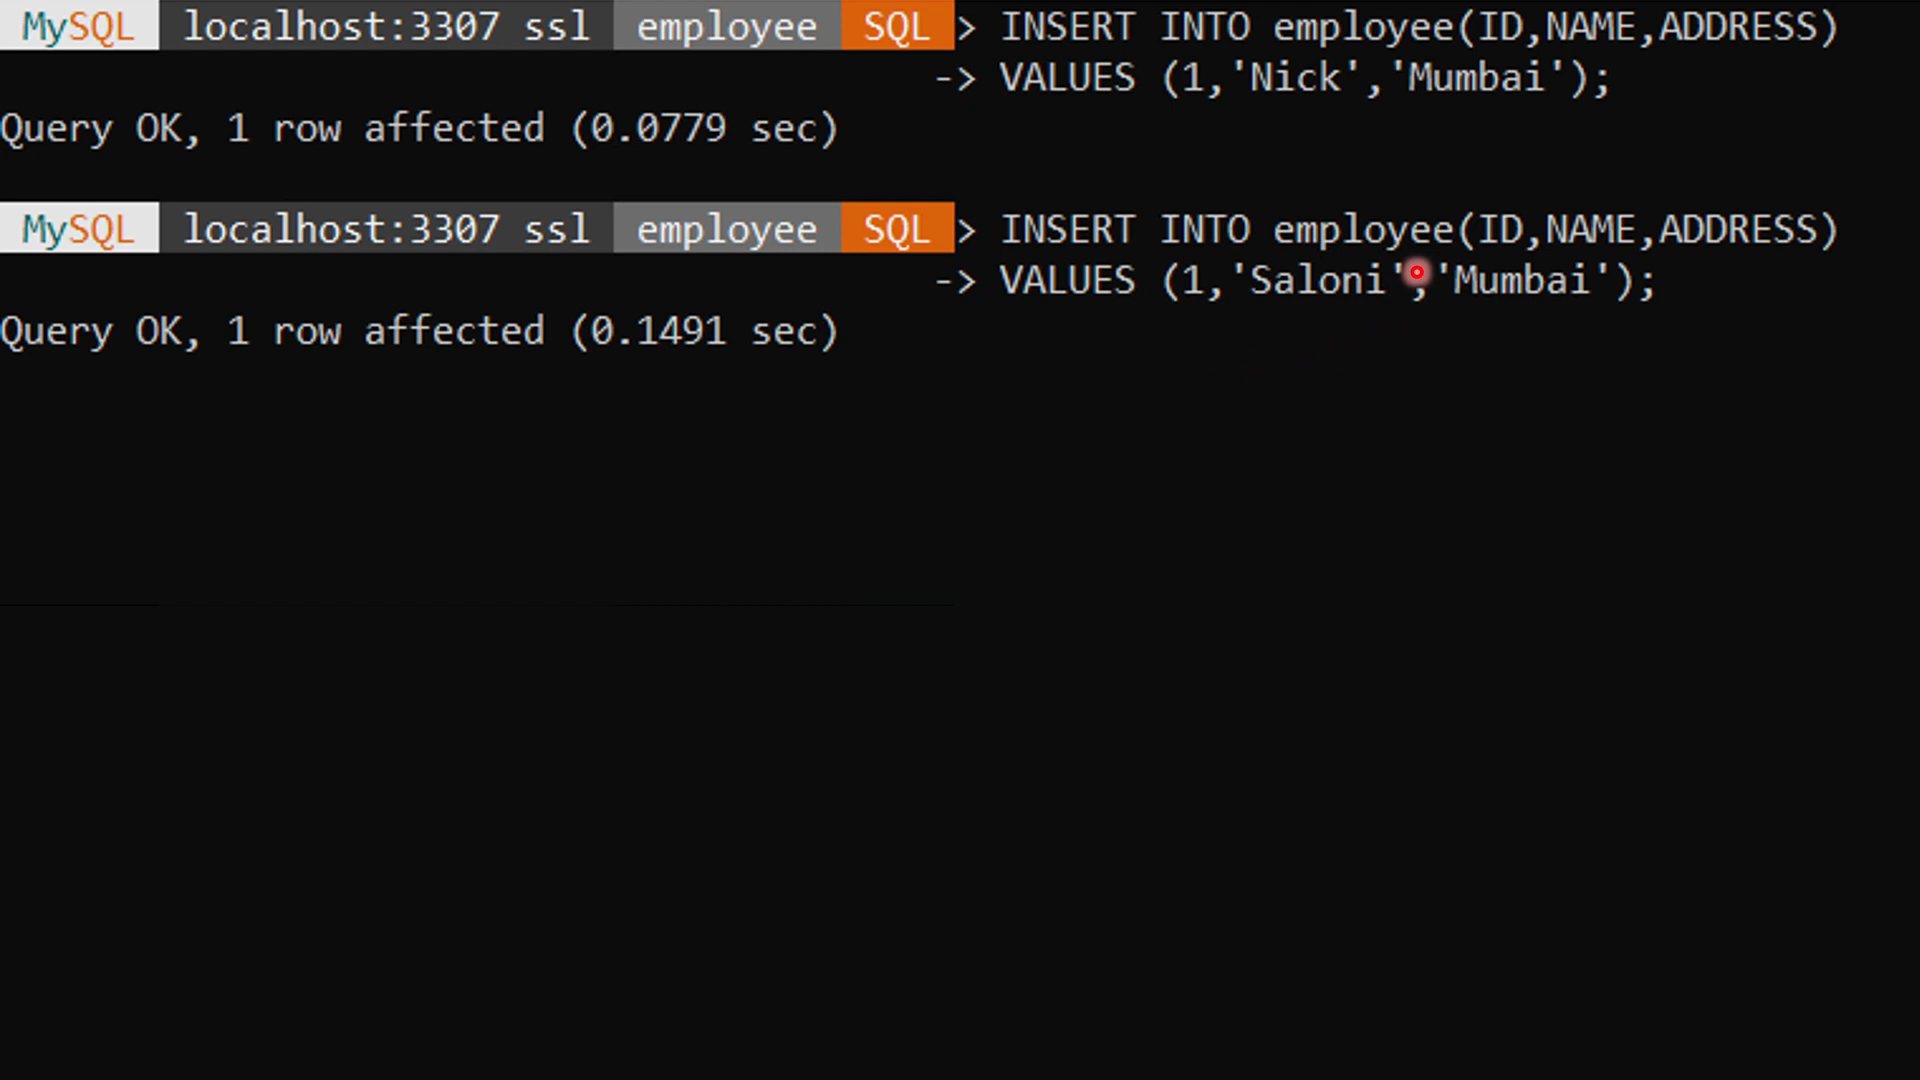 MySQL localhost:3307 ssl employee SQL > INSERT INTO employee(ID,NAME,ADDRESS)
-> VALUES (1,'Nick','Mumbai');
Query OK, 1 row affected (0.0779 sec)
MySQL localhost:3307 ssl employee SQL > INSERT INTO employee(ID,NAME,ADDRESS)
-> VALUES (1,'Saloni','Mumbai');
Query OK, 1 row affected (0.1491 sec)